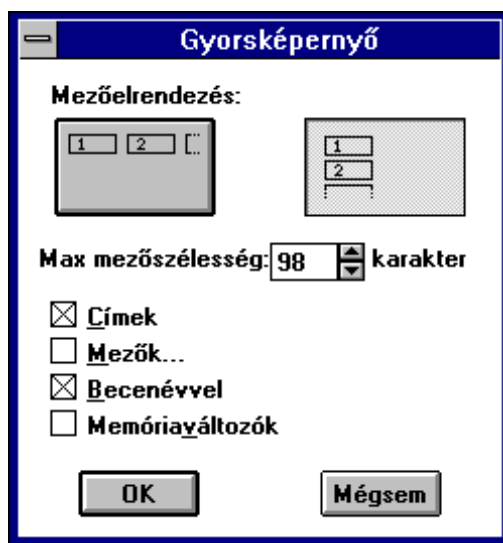 Gyorsképernyő
Mezőelrendezés:
1 2
1
2
Max mezőszélesség: 98 karakter
Címek
Mezők...
Becenévvel
Memóriaváltozók
OK Mégsem